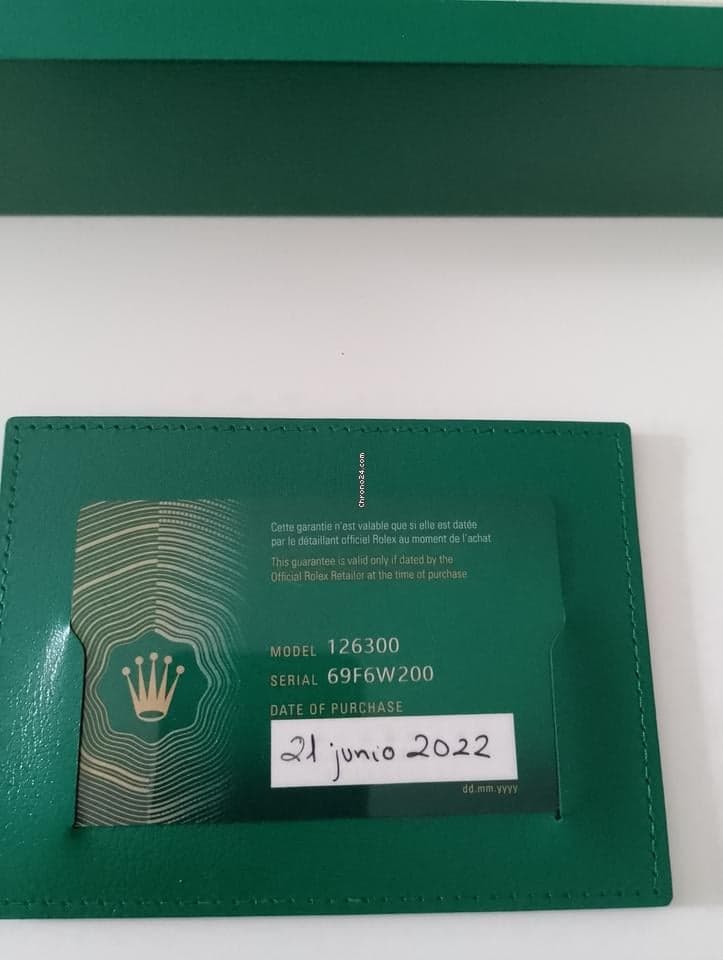 Chrono24.com
Cette garantie n'est valable que si elle est datée
par le détaillant officiel Rolex au moment de l'achat
This guarantee is valid only if dated by the
Official Rolex Retailor at the time of purchase
MODEL 126300
SERIAL 69F6W200
DATE OF PURCHASE
21 junio 2022
dd.mm.yyyy